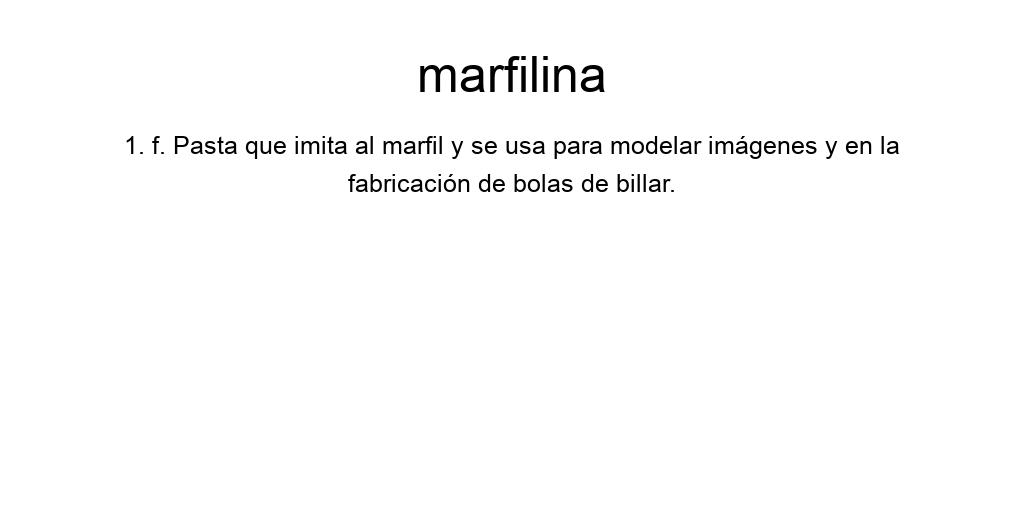 marfilina
1. f. Pasta que imita al marfil y se usa para modelar imágenes y en la
fabricación de bolas de billar.